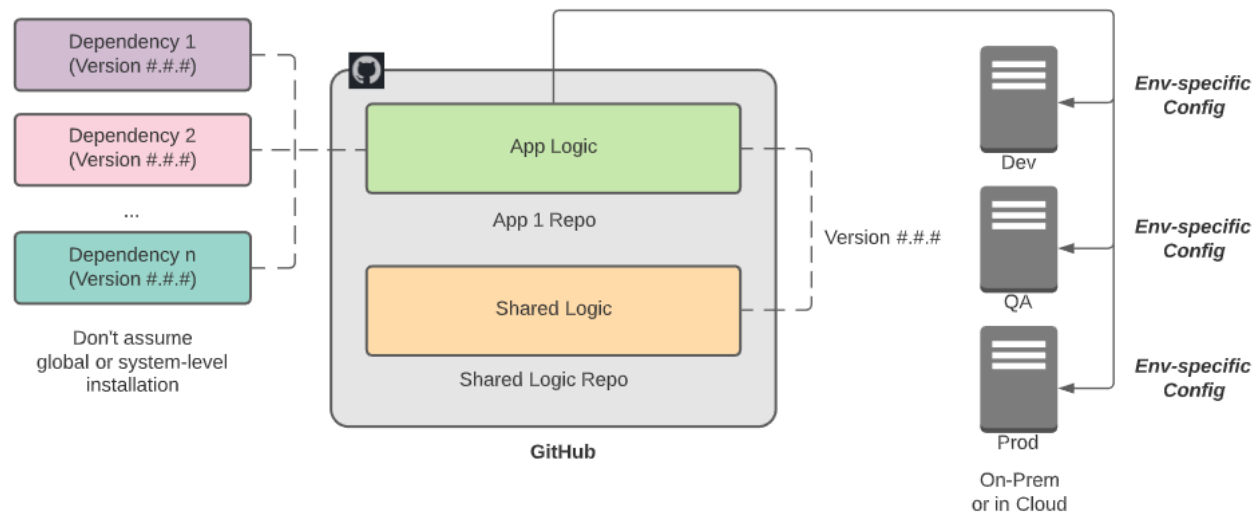 Dependency 1
(Version #.#.#)
Dependency 2
(Version #.#.#)
...
Dependency n
(Version #.#.#)
Don't assume
global or system-level
installation
App Logic
App 1 Repo
Shared Logic
Shared Logic Repo
GitHub
Version #.#.#
Dev
Env-specific
Config
QA
Env-specific
Config
Prod
Env-specific
Config
On-Prem
or in Cloud